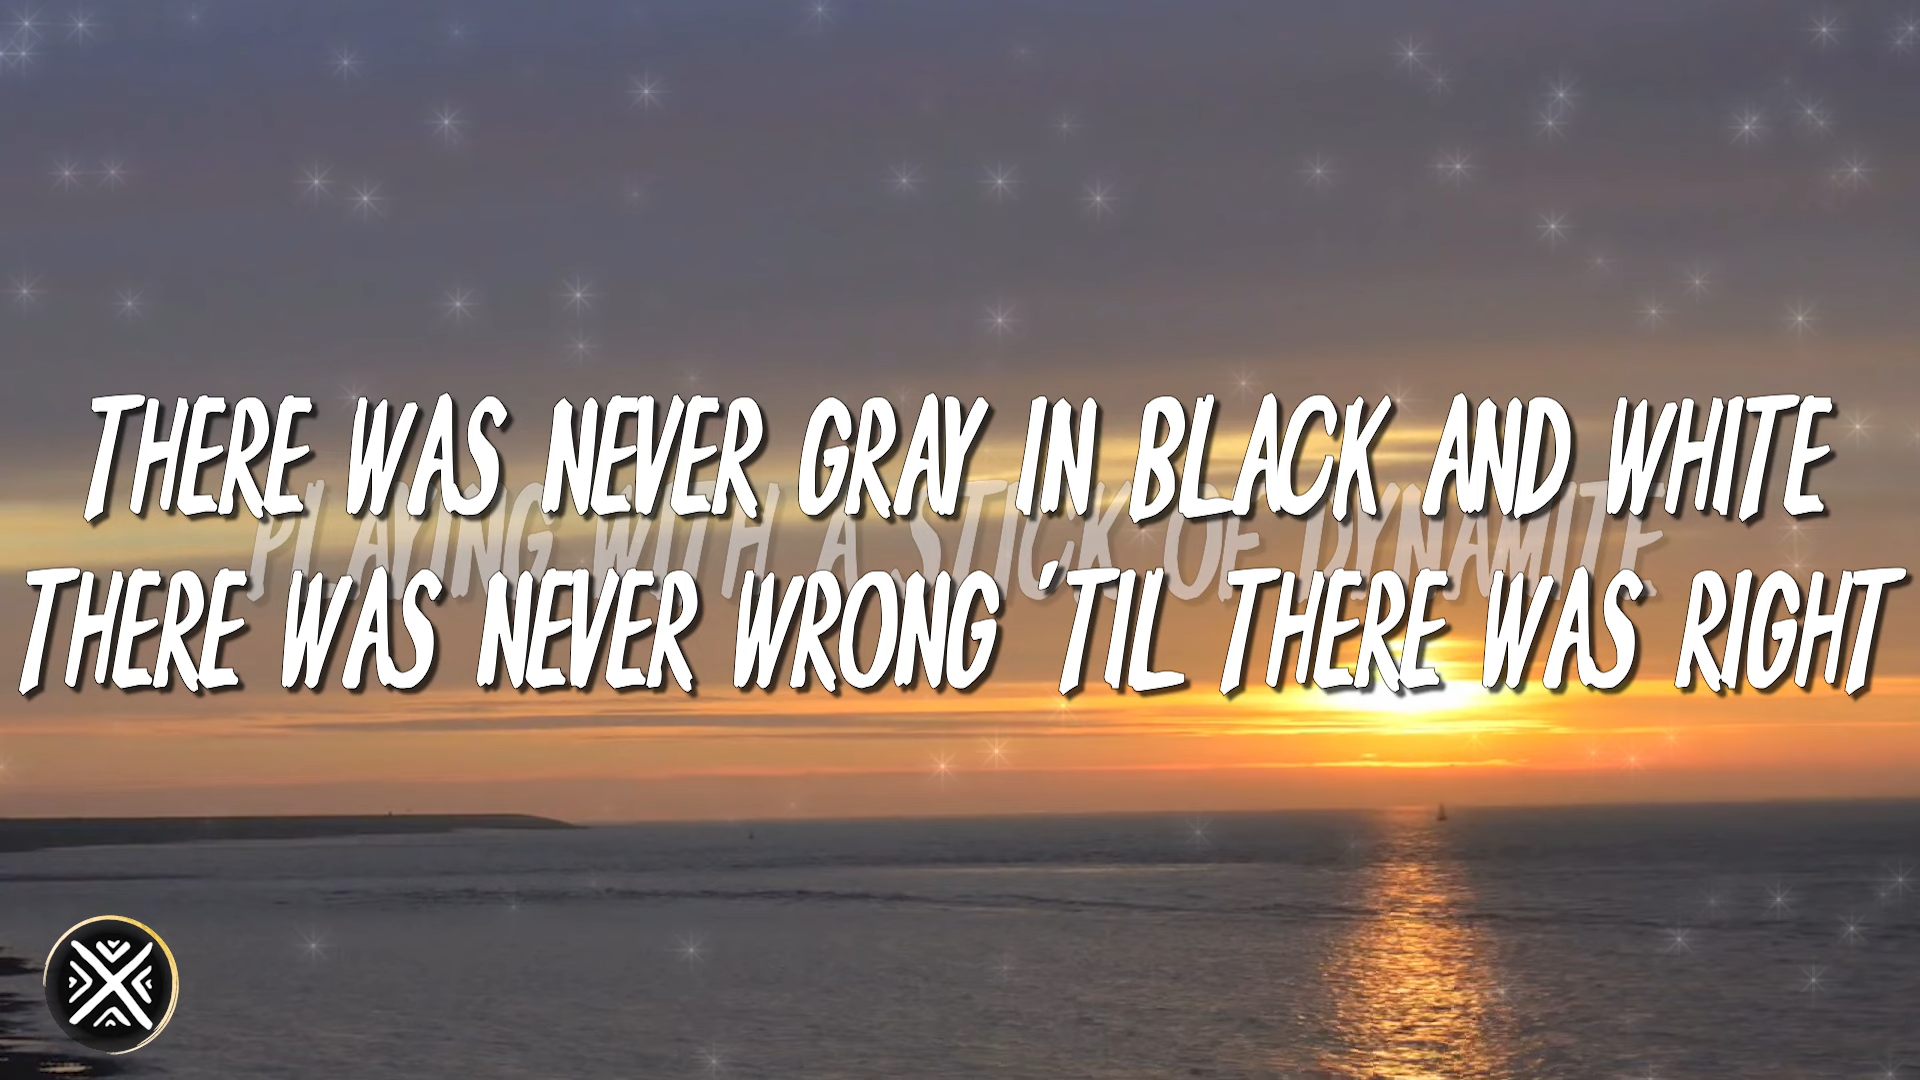 THERE WAS NEVER GRAY IN BLACK AND WHITE
PLAYING WITH A STICK OF DYNAMITE
THERE WAS NEVER WRONG 'TIL THERE WAS RIGHT